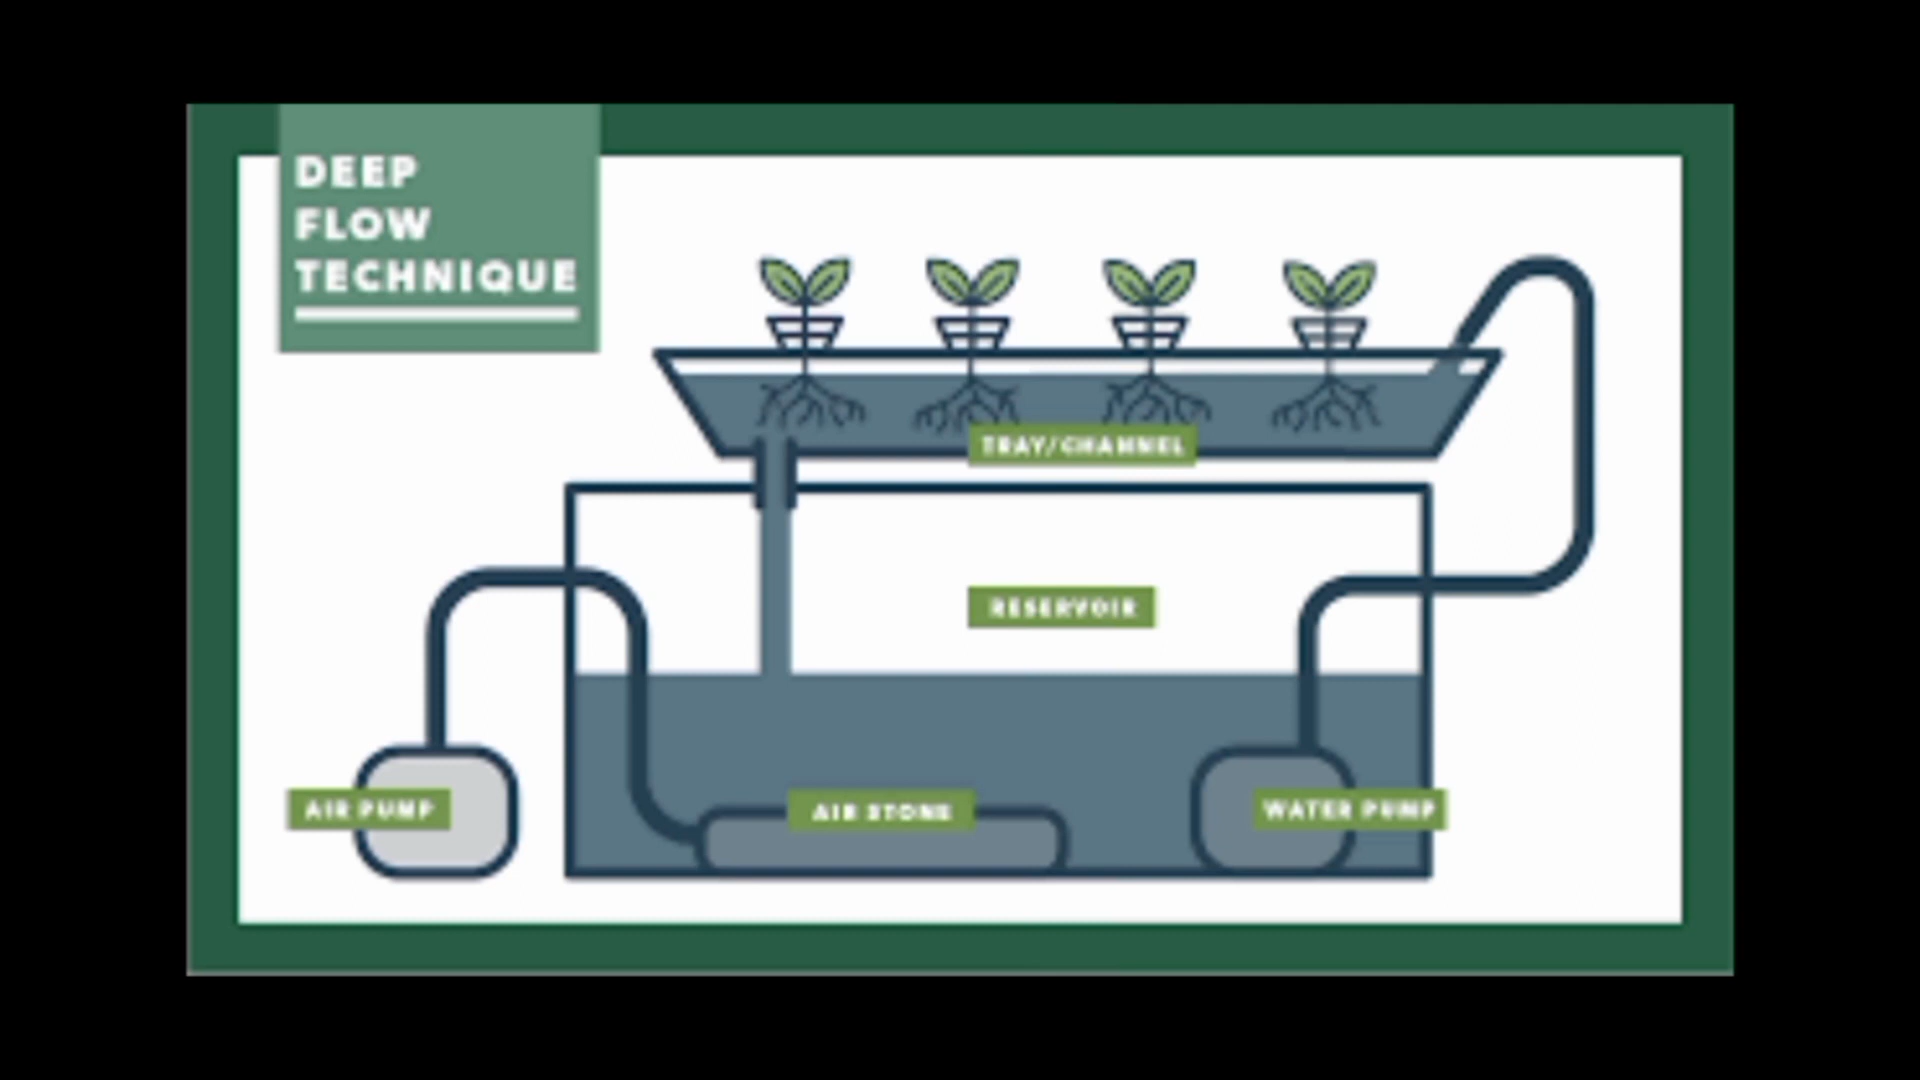 DEEP
FLOW
TECHNIQUE
TRAY/CHANNEL
RESERVOIR
AIR PUMP
AIR STONE
WATER PUMP